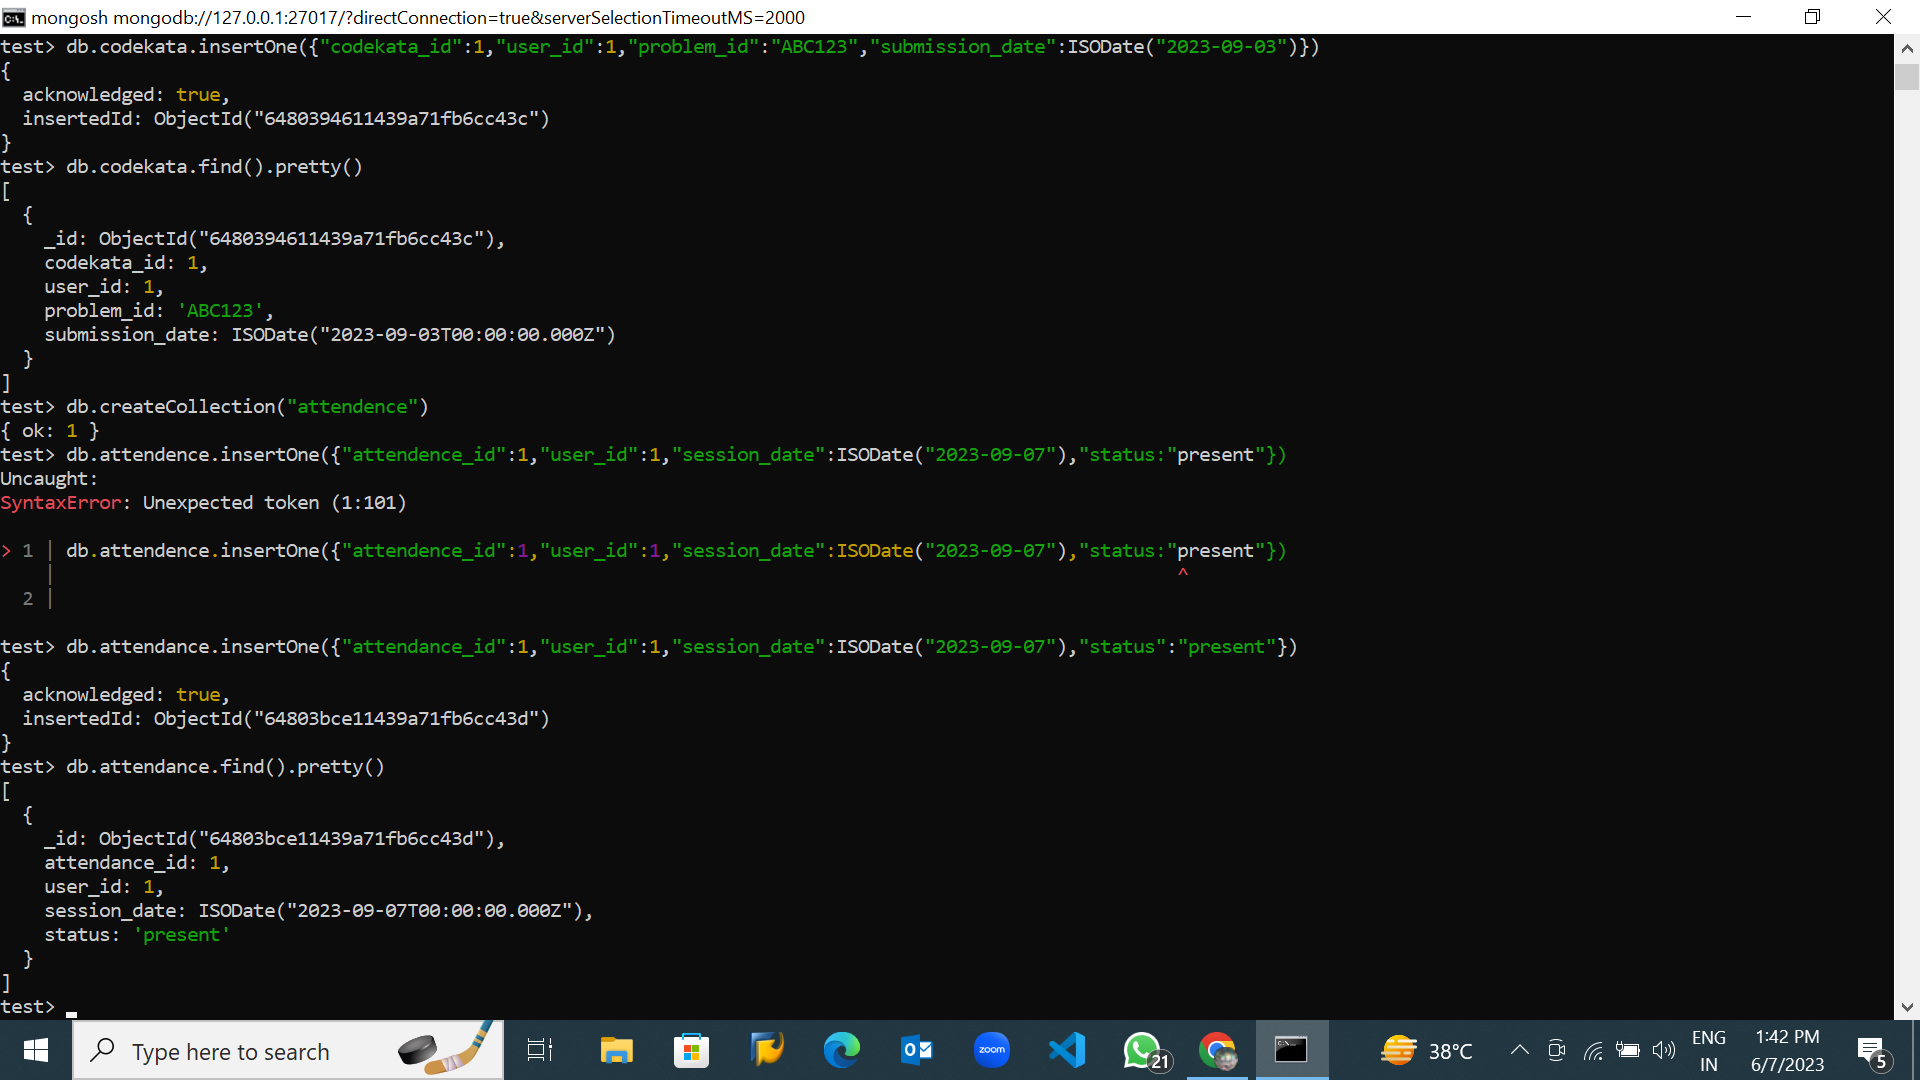 mongosh mongodb://127.0.0.1:27017/?directConnection=true&serverSelectionTimeoutMS=2000
test> db.codekata.insertOne({"codekata_id":1,"user_id":1,"problem_id":"ABC123","submission_date":ISODate("2023-09-03")})
{
  acknowledged: true,
  insertedId: ObjectId("6480394611439a71fb6cc43c")
}
test> db.codekata.find().pretty()
[
  {
    _id: ObjectId("6480394611439a71fb6cc43c"),
    codekata_id: 1,
    user_id: 1,
    problem_id: 'ABC123',
    submission_date: ISODate("2023-09-03T00:00:00.000Z")
  }
]
test> db.createCollection("attendence")
{ ok: 1 }
test> db.attendence.insertOne({"attendence_id":1,"user_id":1,"session_date":ISODate("2023-09-07"),"status:"present"})
Uncaught:
SyntaxError: Unexpected token (1:101)
> 1 | db.attendence.insertOne({"attendence_id":1,"user_id":1,"session_date":ISODate("2023-09-07"),"status:"present"})
    |                                                                                                      ^
  2 |
test> db.attendance.insertOne({"attendance_id":1,"user_id":1,"session_date":ISODate("2023-09-07"),"status":"present"})
{
  acknowledged: true,
  insertedId: ObjectId("64803bce11439a71fb6cc43d")
}
test> db.attendance.find().pretty()
[
  {
    _id: ObjectId("64803bce11439a71fb6cc43d"),
    attendance_id: 1,
    user_id: 1,
    session_date: ISODate("2023-09-07T00:00:00.000Z"),
    status: 'present'
  }
]
test>
Type here to search
zoom
21
38°C
ENG
IN
1:42 PM
6/7/2023
5